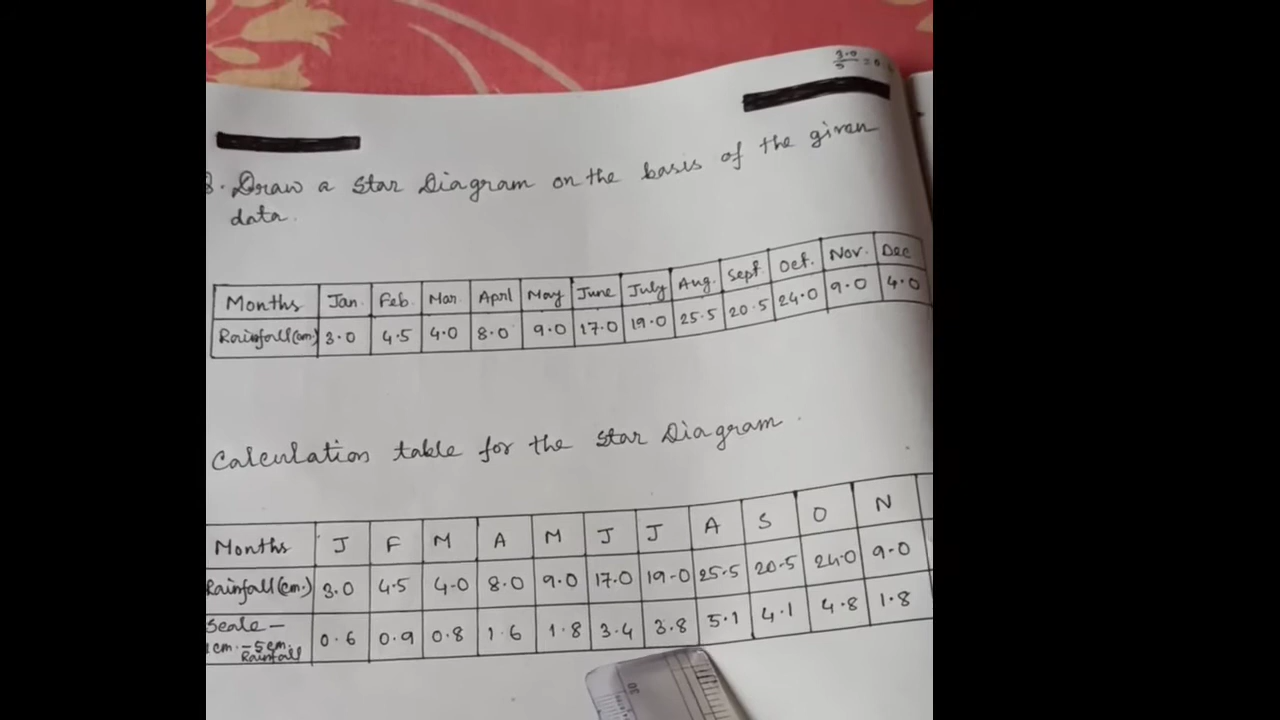 3.0
5 = 0
Q. Draw a Star Diagram on the basis of the given
data.
Months Jan. Feb. Mar. April May June July Aug. Sept. Oct. Nov. Dec
Rainfall(cm.) 3.0 4.5 4.0 8.0 9.0 17.0 19.0 25.5 20.5 24.0 9.0 4.0
Calculation table for the Star Diagram.
Months J F M A M J J A S O N
Rainfall(cm.) 3.0 4.5 4.0 8.0 9.0 17.0 19.0 25.5 20.5 24.0 9.0
Scale – 0.6 0.9 0.8 1.6 1.8 3.4 3.8 5.1 4.1 4.8 1.8
1cm. – 5cm.
Rainfall
30